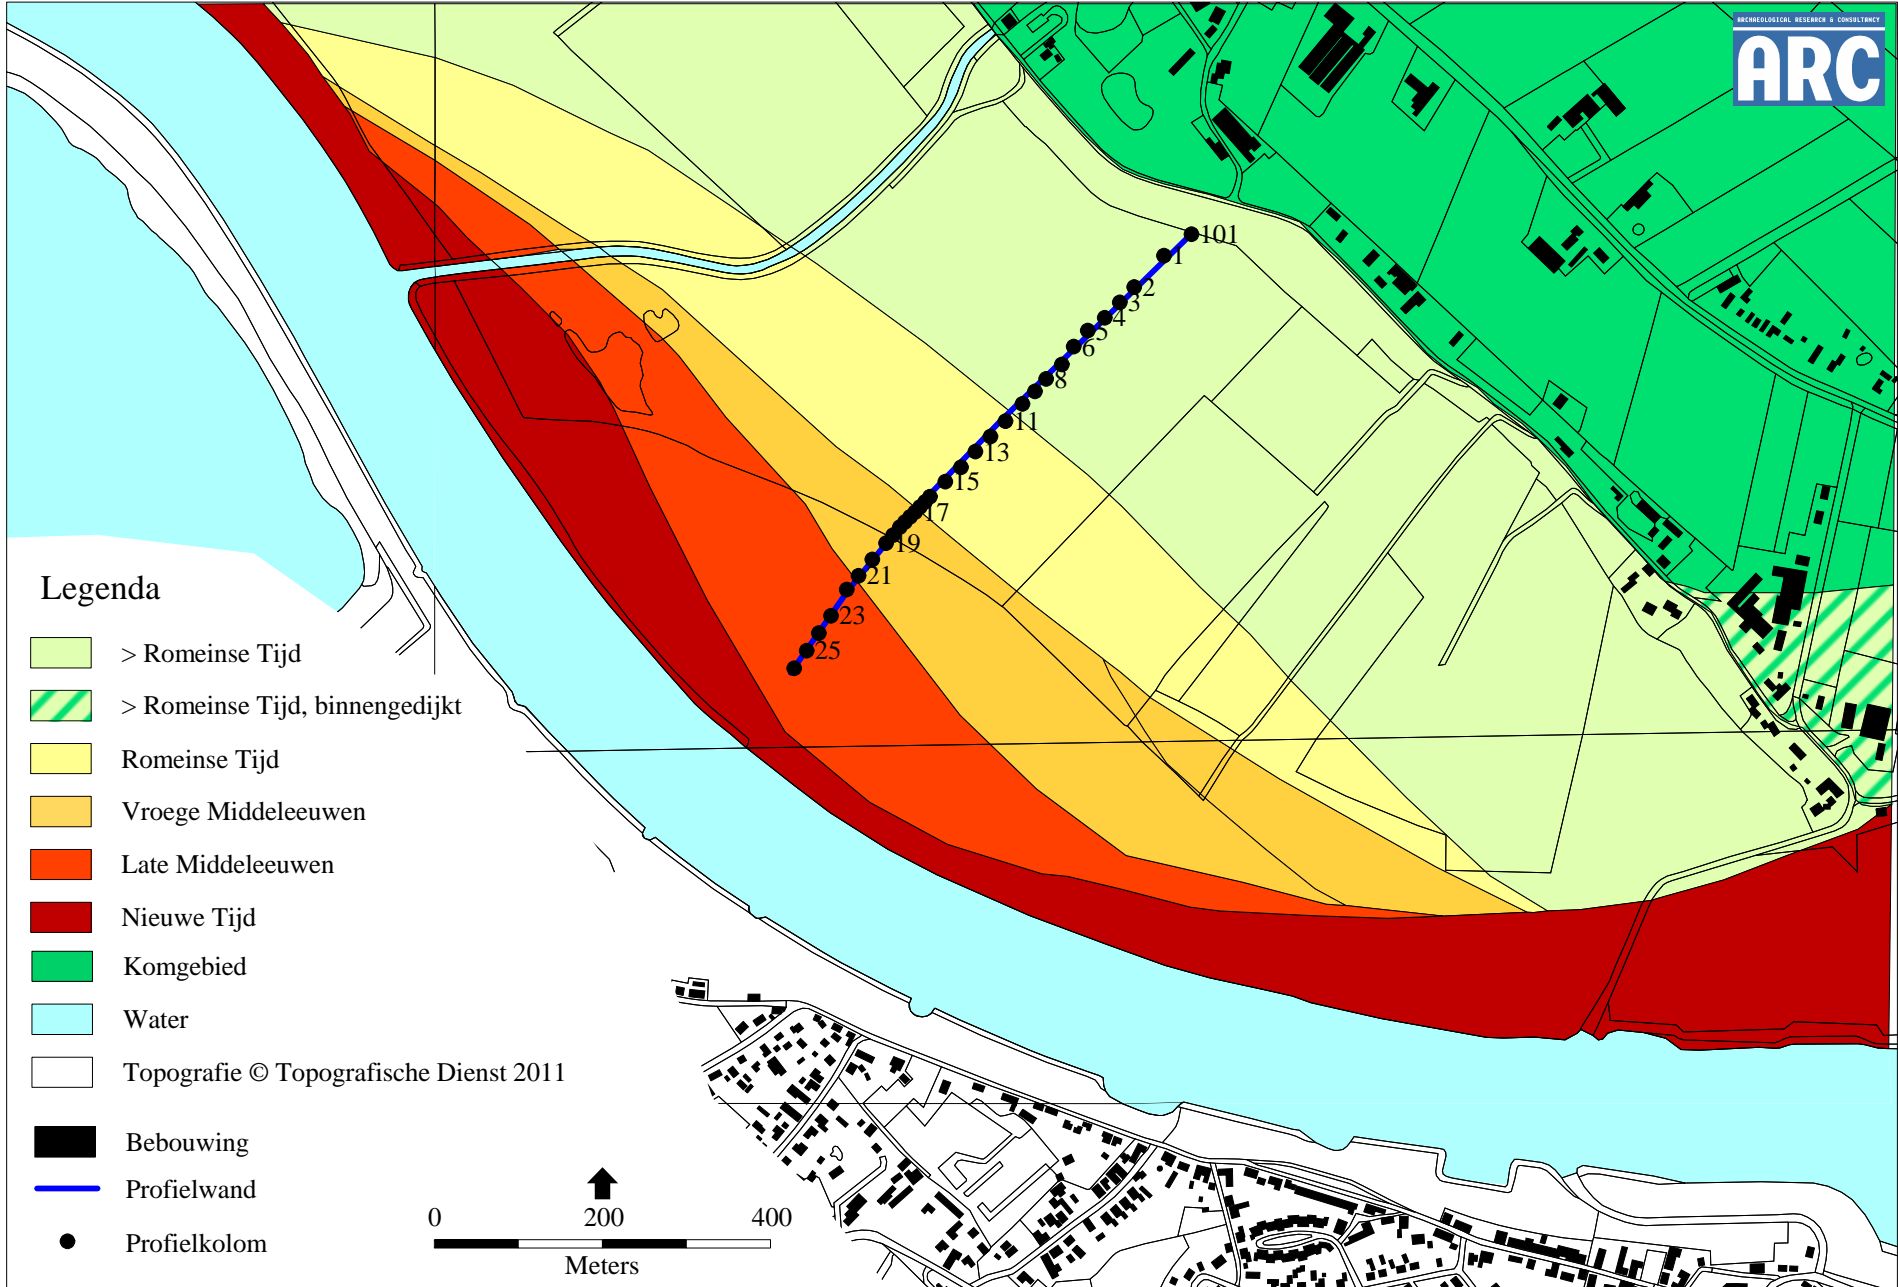 ARCHAEOLOGICAL RESEARCH & CONSULTANCY
ARC
101
1
2
3
4
5
6
8
11
13
15
17
19
21
23
25
Legenda
> Romeinse Tijd
> Romeinse Tijd, binnengedijkt
Romeinse Tijd
Vroege Middeleeuwen
Late Middeleeuwen
Nieuwe Tijd
Komgebied
Water
Topografie © Topografische Dienst 2011
Bebouwing
Profielwand
Profielkolom
0 200 400
Meters